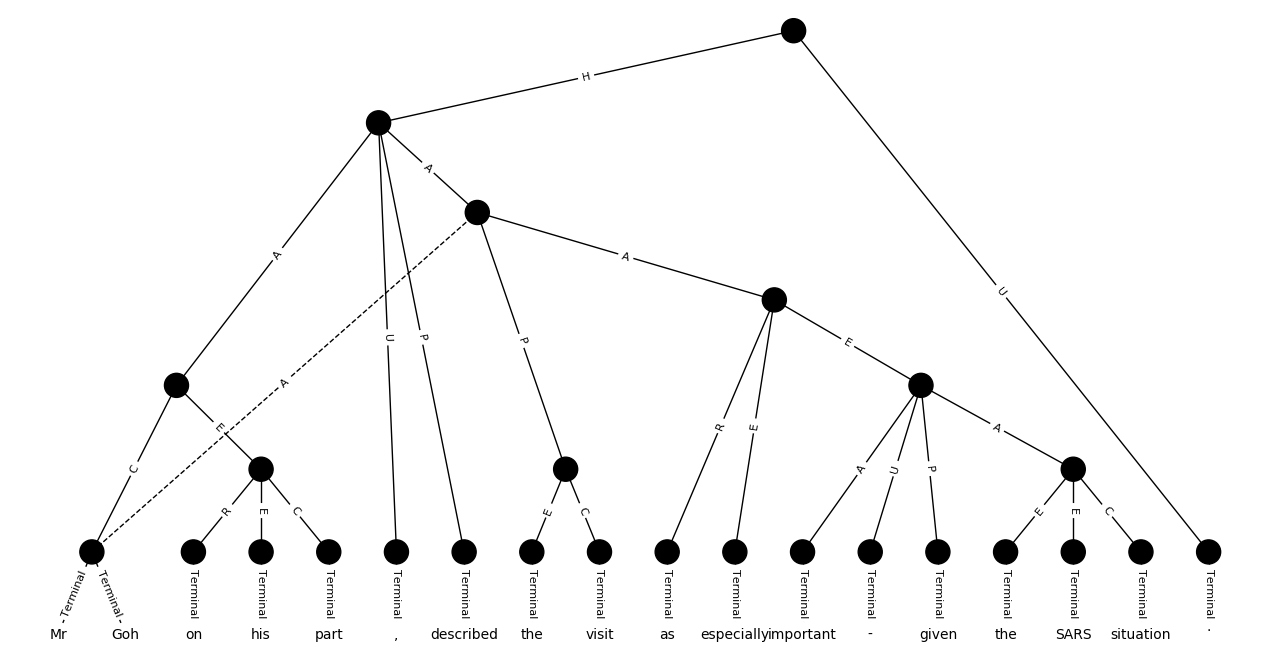 H
A
A
U
A
U
P
P
E
A
C
E
R
E
A
U
P
A
R
E
C
E
C
E
E
C
Terminal Terminal Terminal Terminal Terminal Terminal Terminal Terminal Terminal Terminal Terminal Terminal Terminal Terminal Terminal Terminal Terminal Terminal
Mr Goh on his part , described the visit as especially important - given the SARS situation .